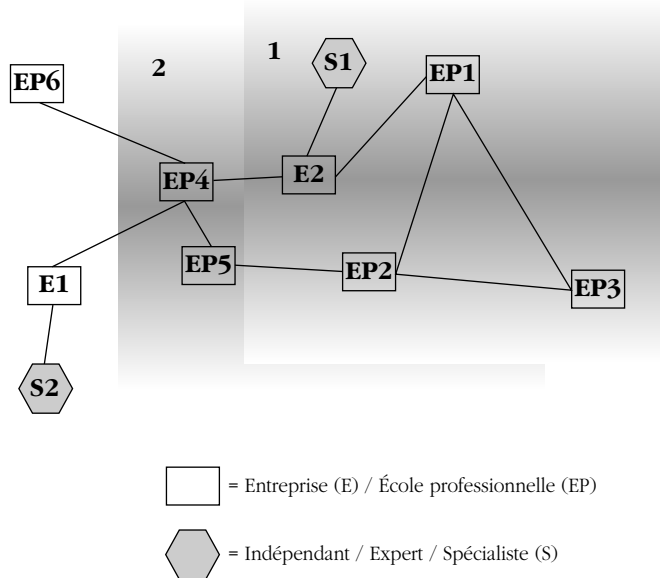 1
2
S1
EP1
EP6
E2
EP4
EP5
EP2
E1
EP3
S2
= Entreprise (E) / École professionnelle (EP)
= Indépendant / Expert / Spécialiste (S)